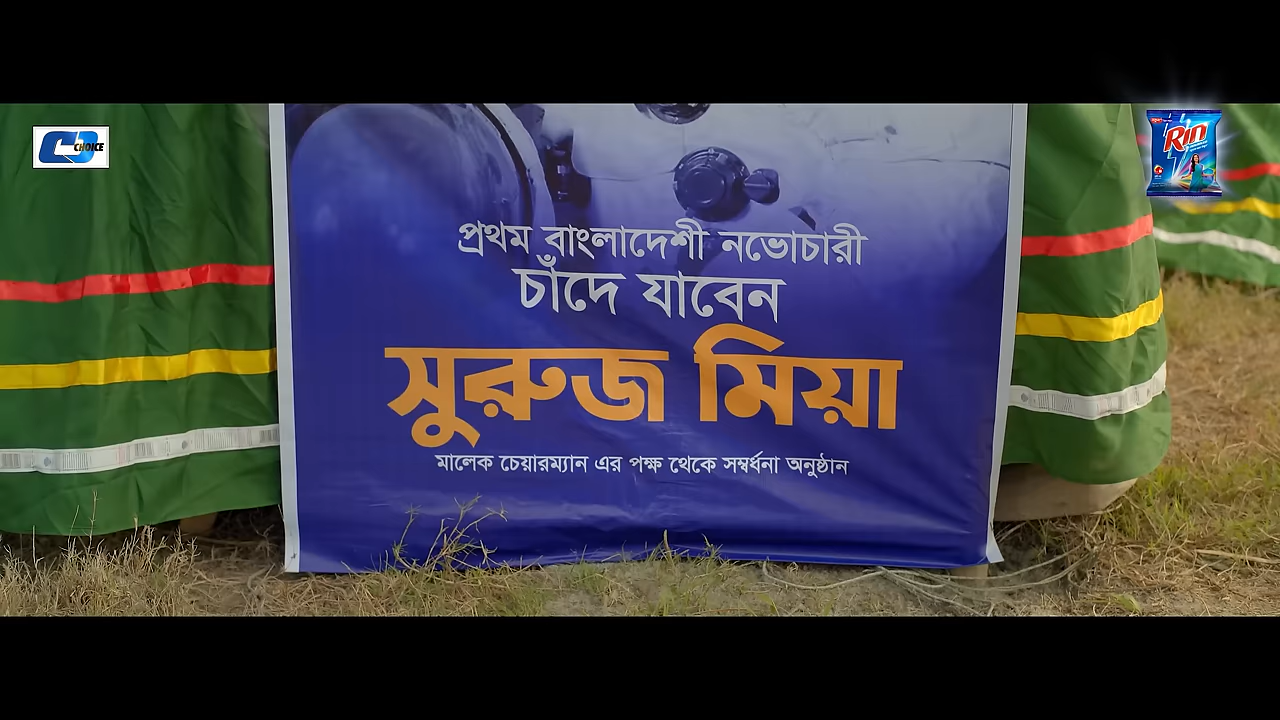 CHOICE
Rin
প্রথম বাংলাদেশী নভোচারী
চাঁদে যাবেন
সুরুজ মিয়া
মালেক চেয়ারম্যান এর পক্ষ থেকে সম্বর্ধনা অনুষ্ঠান